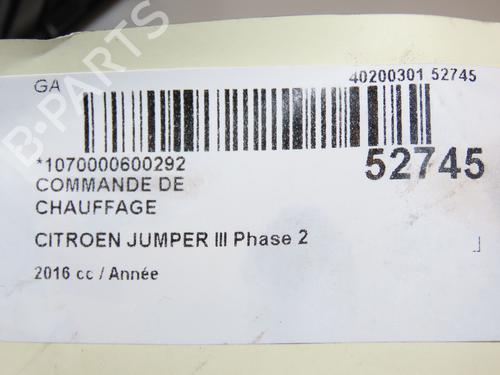 B-PARTS
GA
40200301 52745
*1070000600292
52745
COMMANDE DE
CHAUFFAGE
CITROEN JUMPER III Phase 2
2016 cc / Année